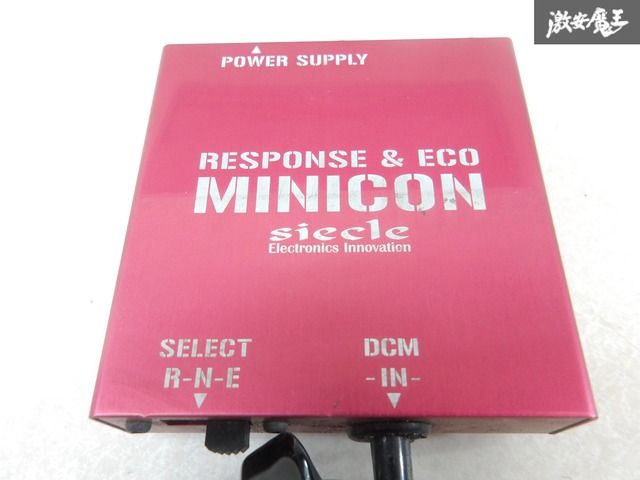 激安魔王
POWER SUPPLY
RESPONSE & ECO
MINICON
siecle
Electronics Innovation
SELECT
R-N-E
DCM
-IN-